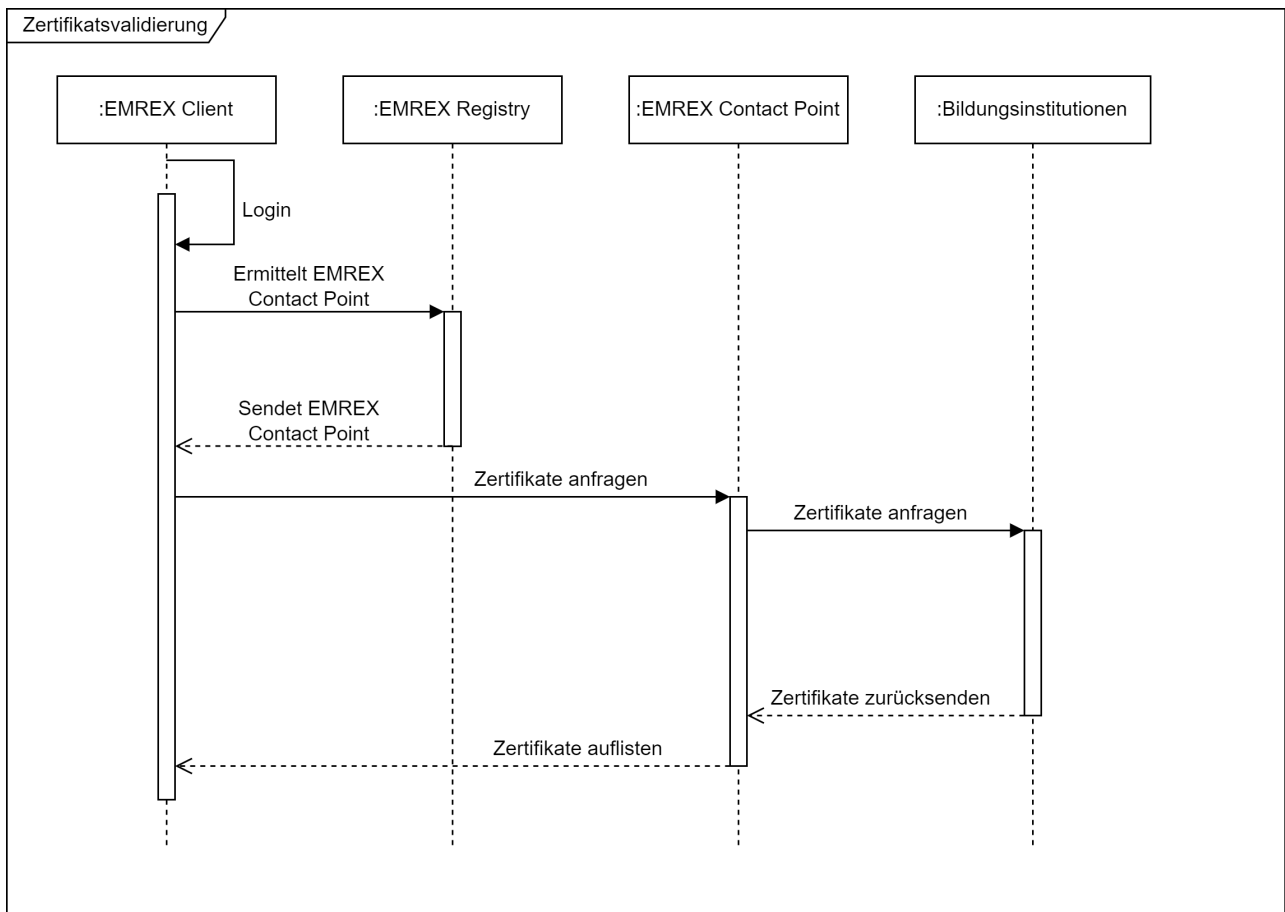 Zertifikatsvalidierung
:EMREX Client
:EMREX Registry
:EMREX Contact Point
:Bildungsinstitutionen
Login
Ermittelt EMREX
Contact Point
Sendet EMREX
Contact Point
Zertifikate anfragen
Zertifikate anfragen
Zertifikate zurücksenden
Zertifikate auflisten